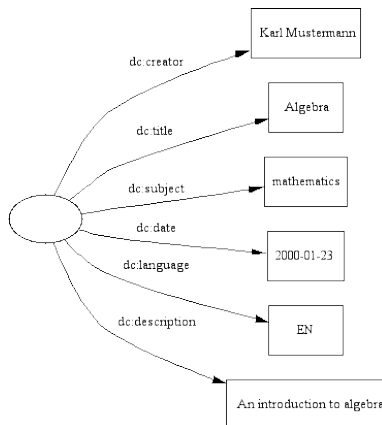 Karl Mustermann
dc:creator
Algebra
dc:title
mathematics
dc:subject
dc:date
2000-01-23
dc:language
EN
dc:description
An introduction to algebra